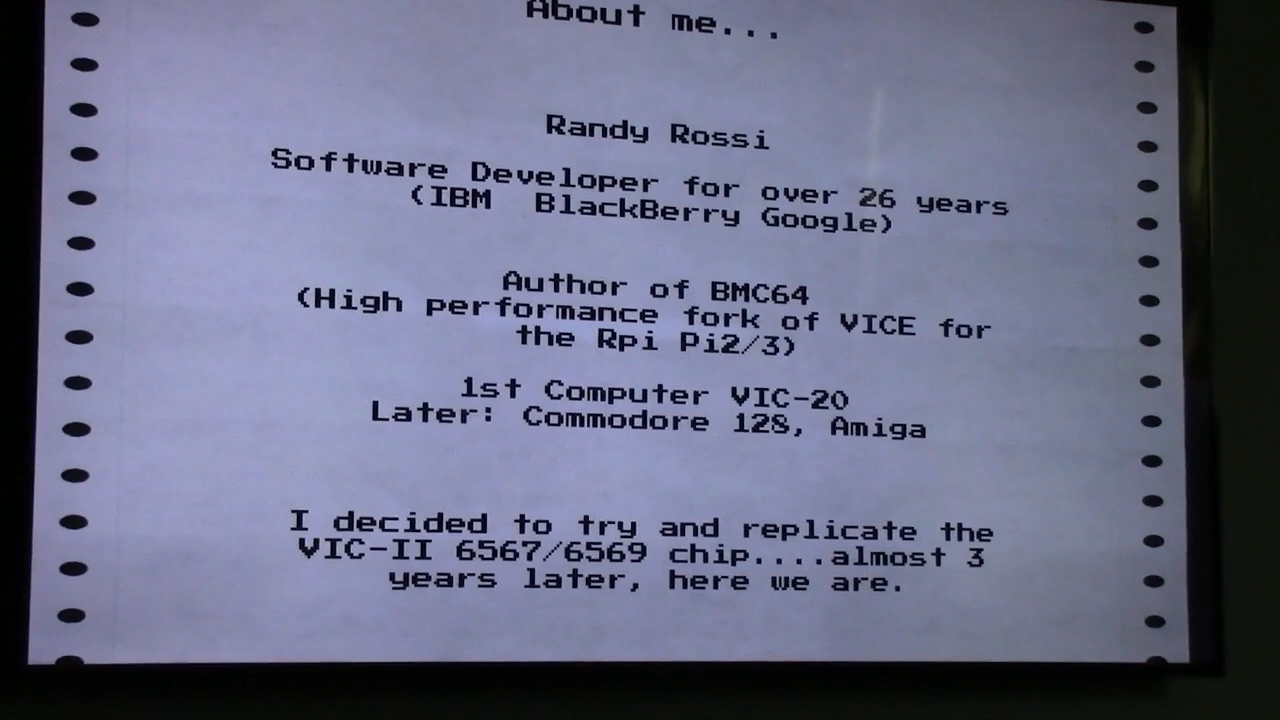 About me...
Randy Rossi
Software Developer for over 26 years
(IBM BlackBerry Google)
Author of BMC64
(High performance fork of VICE for
the Rpi Pi2/3)
1st Computer VIC-20
Later: Commodore 128, Amiga
I decided to try and replicate the
VIC-II 6567/6569 chip....almost 3
years later, here we are.